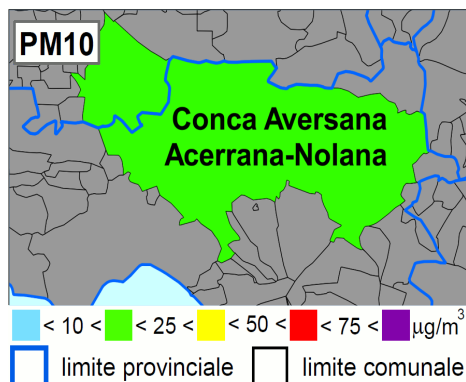 PM10
Conca Aversana
Acerrana-Nolana
< 10 < < 25 < < 50 < < 75 < µg/m³
limite provinciale limite comunale